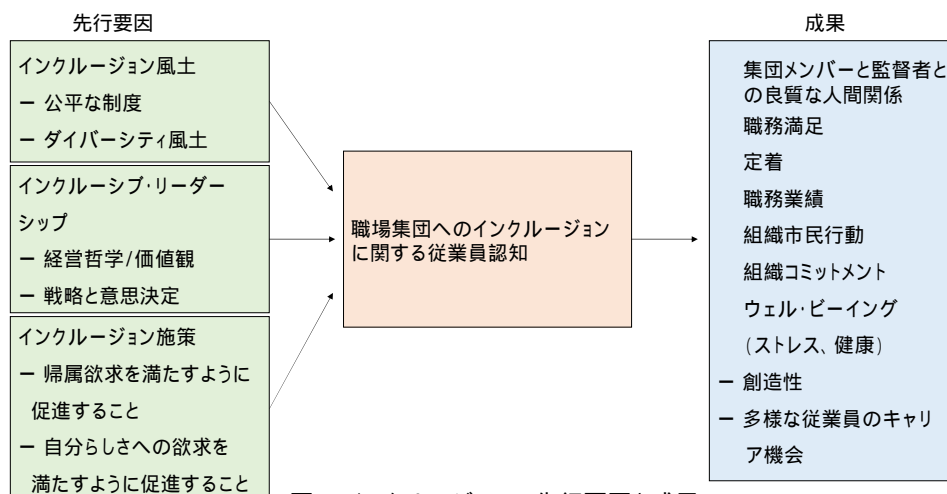 先行要因
インクルージョン風土
ー 公平な制度
ー ダイバーシティ風土
インクルーシブ・リーダー
シップ
ー 経営哲学/価値観
ー 戦略と意思決定
インクルージョン施策
ー 帰属欲求を満たすように
促進すること
ー 自分らしさへの欲求を
満たすように促進すること
職場集団へのインクルージョン
に関する従業員認知
成果
集団メンバーと監督者と
の良質な人間関係
職務満足
定着
職務業績
組織市民行動
組織コミットメント
ウェル・ビーイング
(ストレス、健康)
ー 創造性
ー 多様な従業員のキャリ
ア機会